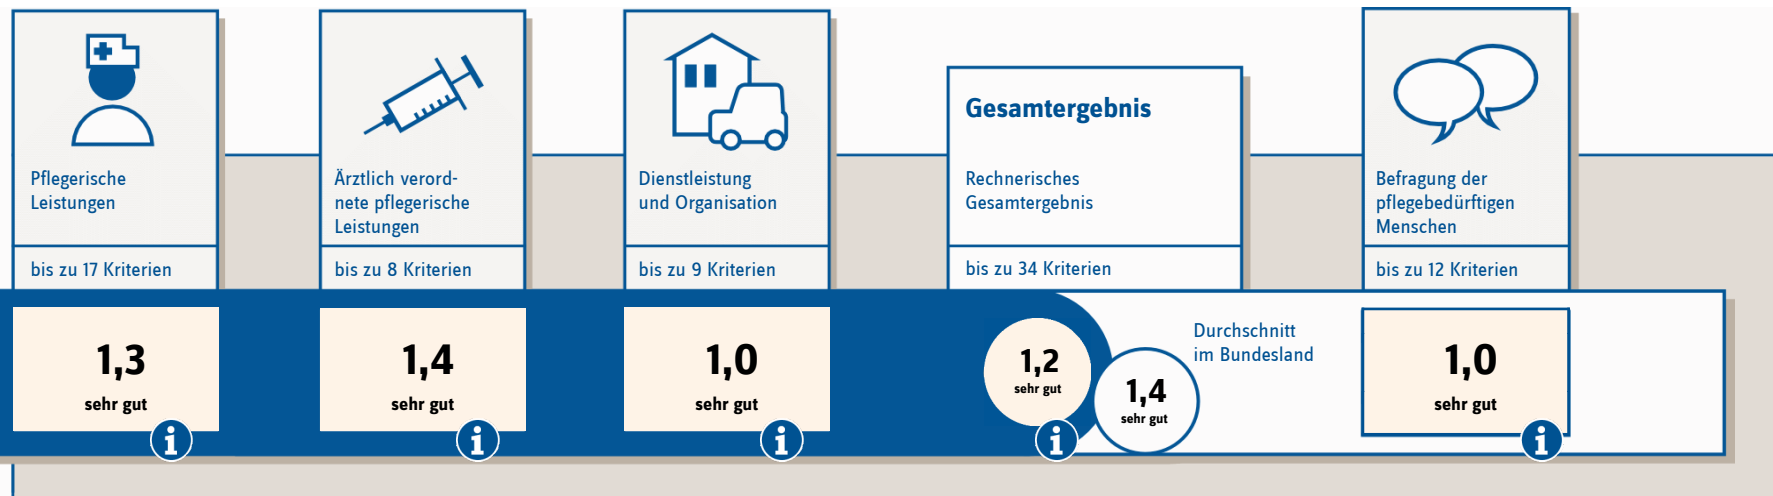 Pflegerische
Leistungen
bis zu 17 Kriterien
1,3
sehr gut
i
Ärztlich verord-
nete pflegerische
Leistungen
bis zu 8 Kriterien
1,4
sehr gut
i
Dienstleistung
und Organisation
bis zu 9 Kriterien
1,0
sehr gut
i
Gesamtergebnis
Rechnerisches
Gesamtergebnis
bis zu 34 Kriterien
1,2
sehr gut
i
1,4
sehr gut
Durchschnitt
im Bundesland
Befragung der
pflegebedürftigen
Menschen
bis zu 12 Kriterien
1,0
sehr gut
i